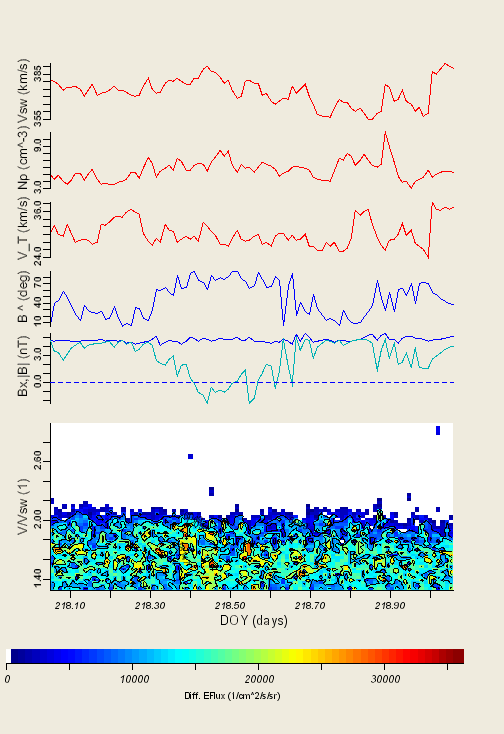 Vsw (km/s)
385
355
Np (cm^-3)
9.0
3.0
V_T (km/s)
36.0
24.0
B ^ (deg)
70
40
10
Bx,|B| (nT)
3.0
0.0
V/Vsw (1)
2.60
2.00
1.40
218.10 218.30 218.50 218.70 218.90
DOY (days)
0 10000 20000 30000
Diff. EFlux (1/cm^2/s/sr)